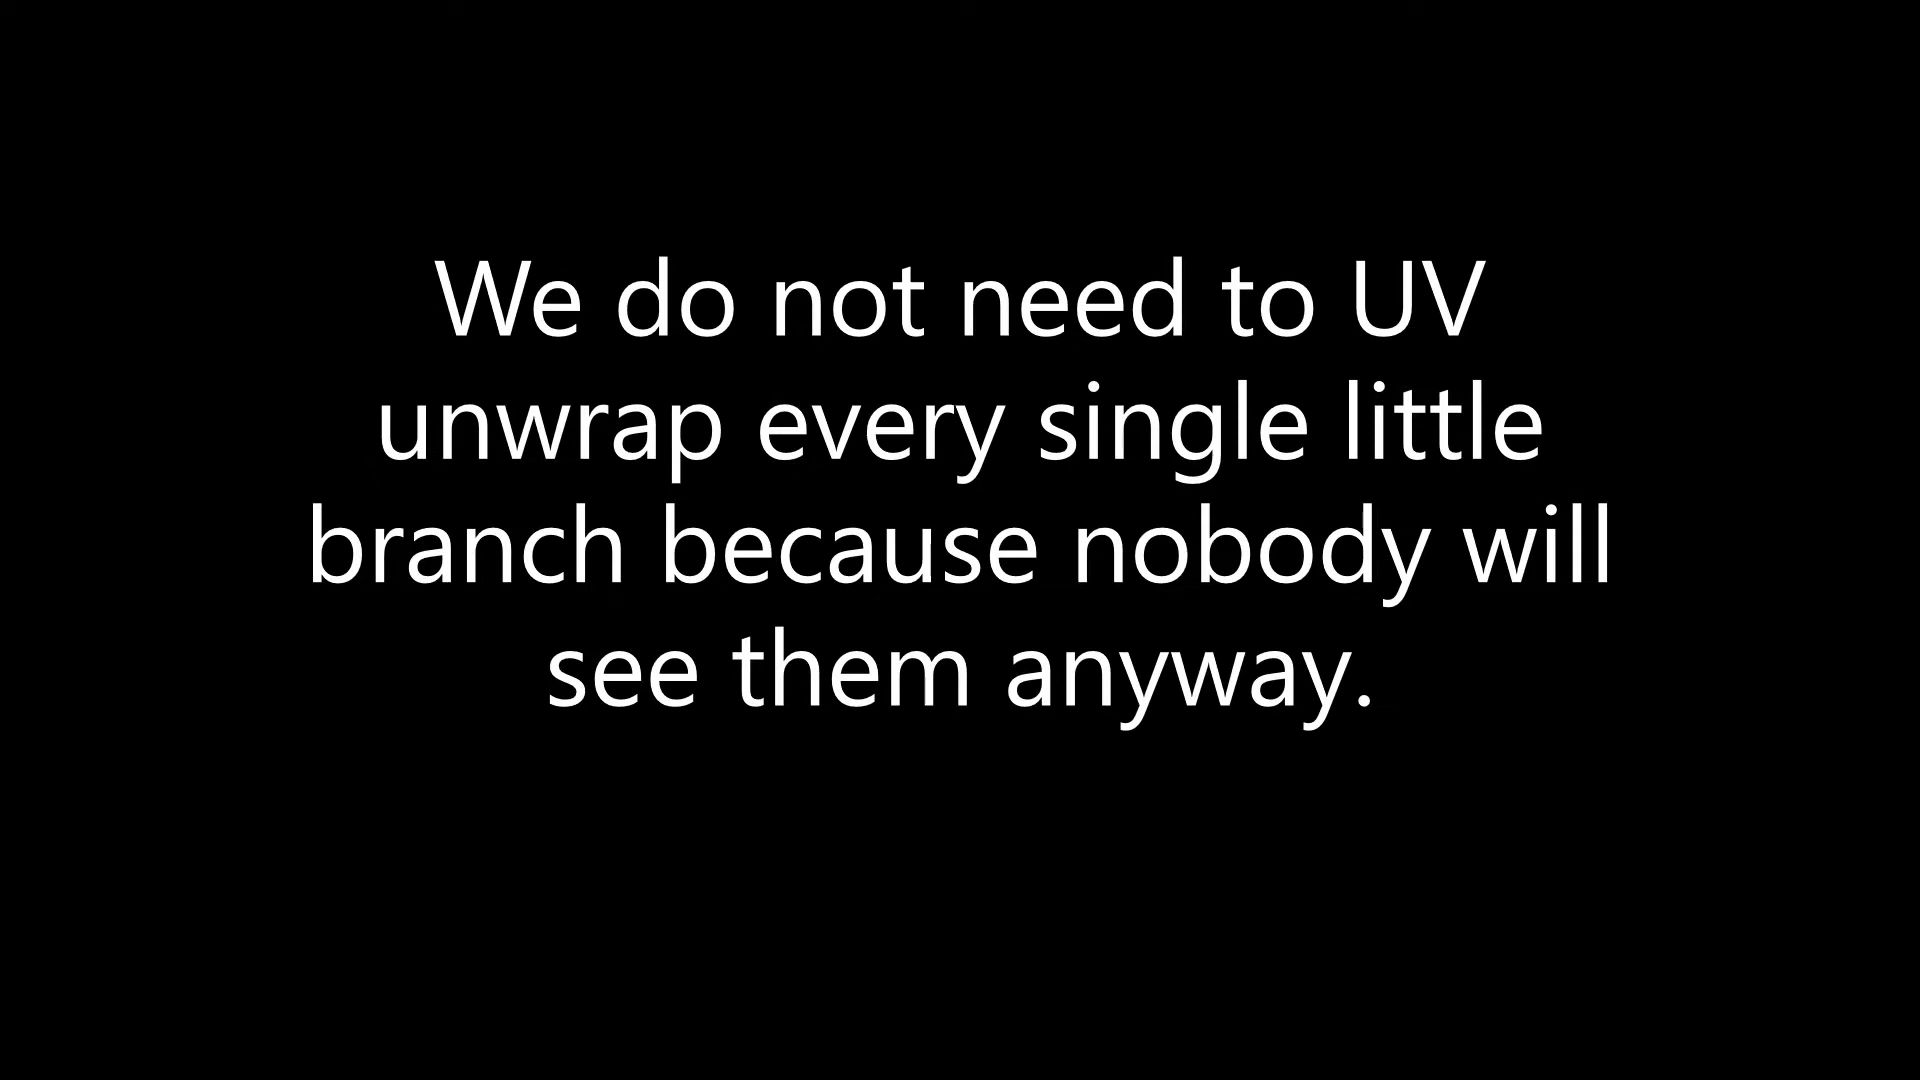 We do not need to UV
unwrap every single little
branch because nobody will
see them anyway.